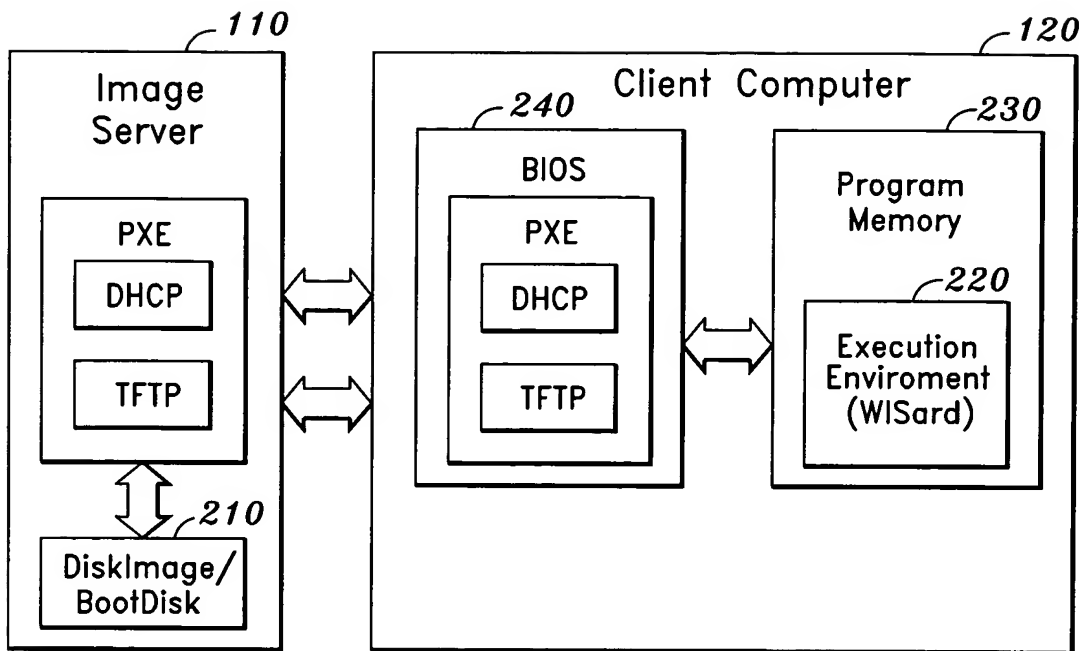 110
Image
Server
PXE
DHCP
TFTP
210
DiskImage/
BootDisk
120
Client Computer
240
BIOS
PXE
DHCP
TFTP
230
Program
Memory
220
Execution
Enviroment
(WISard)